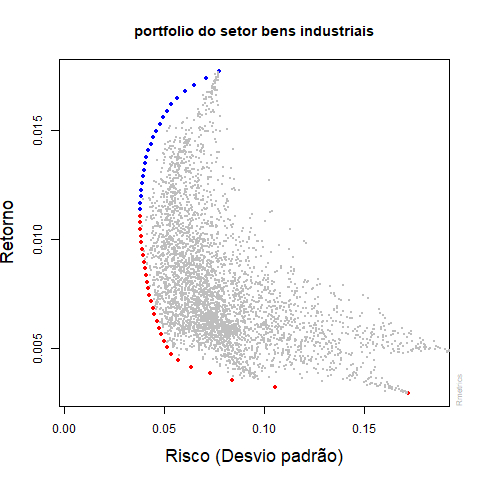 portfolio do setor bens industriais
Retorno
0.015
0.010
0.005
0.00
0.05
0.10
0.15
Risco (Desvio padrão)
Rmetrics